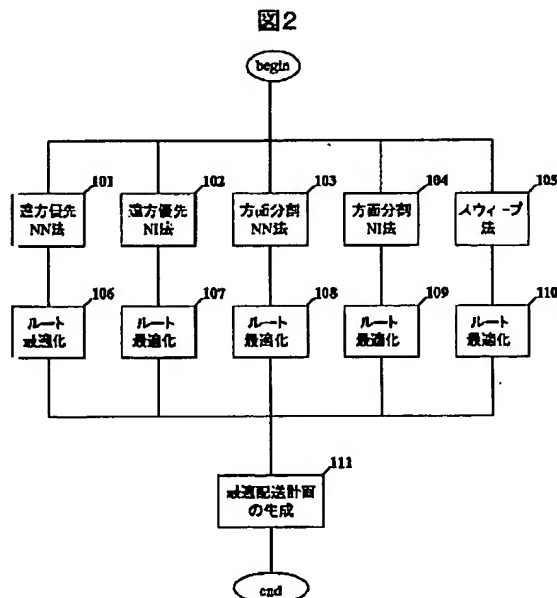 図2
begin
101
102
103
104
105
遠方優先
NN法
遠方優先
NI法
方面分割
NN法
方面分割
NI法
スウィープ
法
106
107
108
109
110
ルート
最適化
ルート
最適化
ルート
最適化
ルート
最適化
ルート
最適化
111
最適配送計画
の生成
end